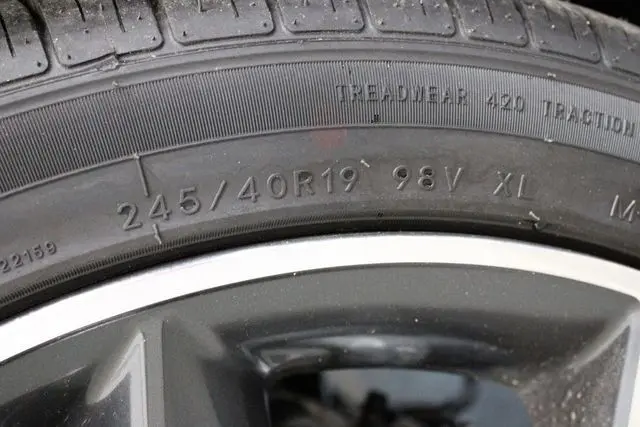 TREADWEAR 420 TRACTION
245/40R19 98V XL M
22159